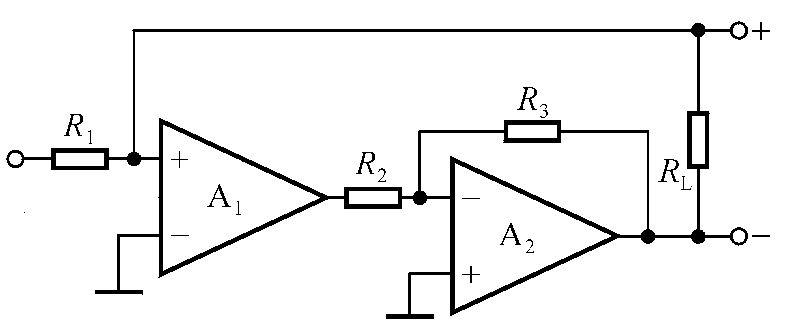 +
R1
R3
+
A1
−
R2
RL
−
A2
+
−